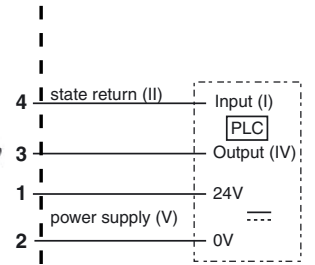 4 state return (II) Input (I)
PLC
3 Output (IV)
1 24V
power supply (V)
2 0V